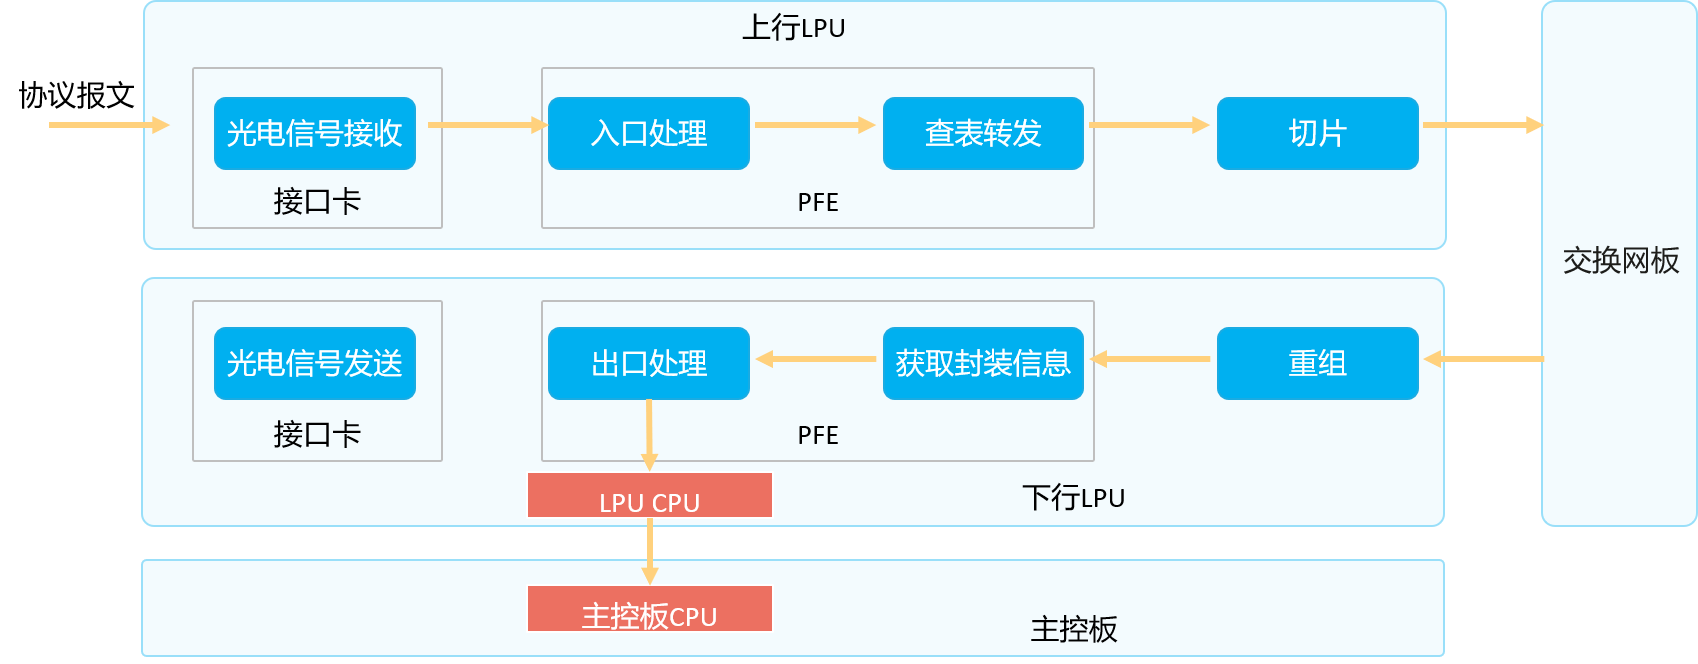 上行LPU
协议报文
光电信号接收
入口处理
查表转发
切片
接口卡
PFE
交换网板
光电信号发送
出口处理
获取封装信息
重组
接口卡
PFE
LPU CPU
下行LPU
主控板CPU
主控板